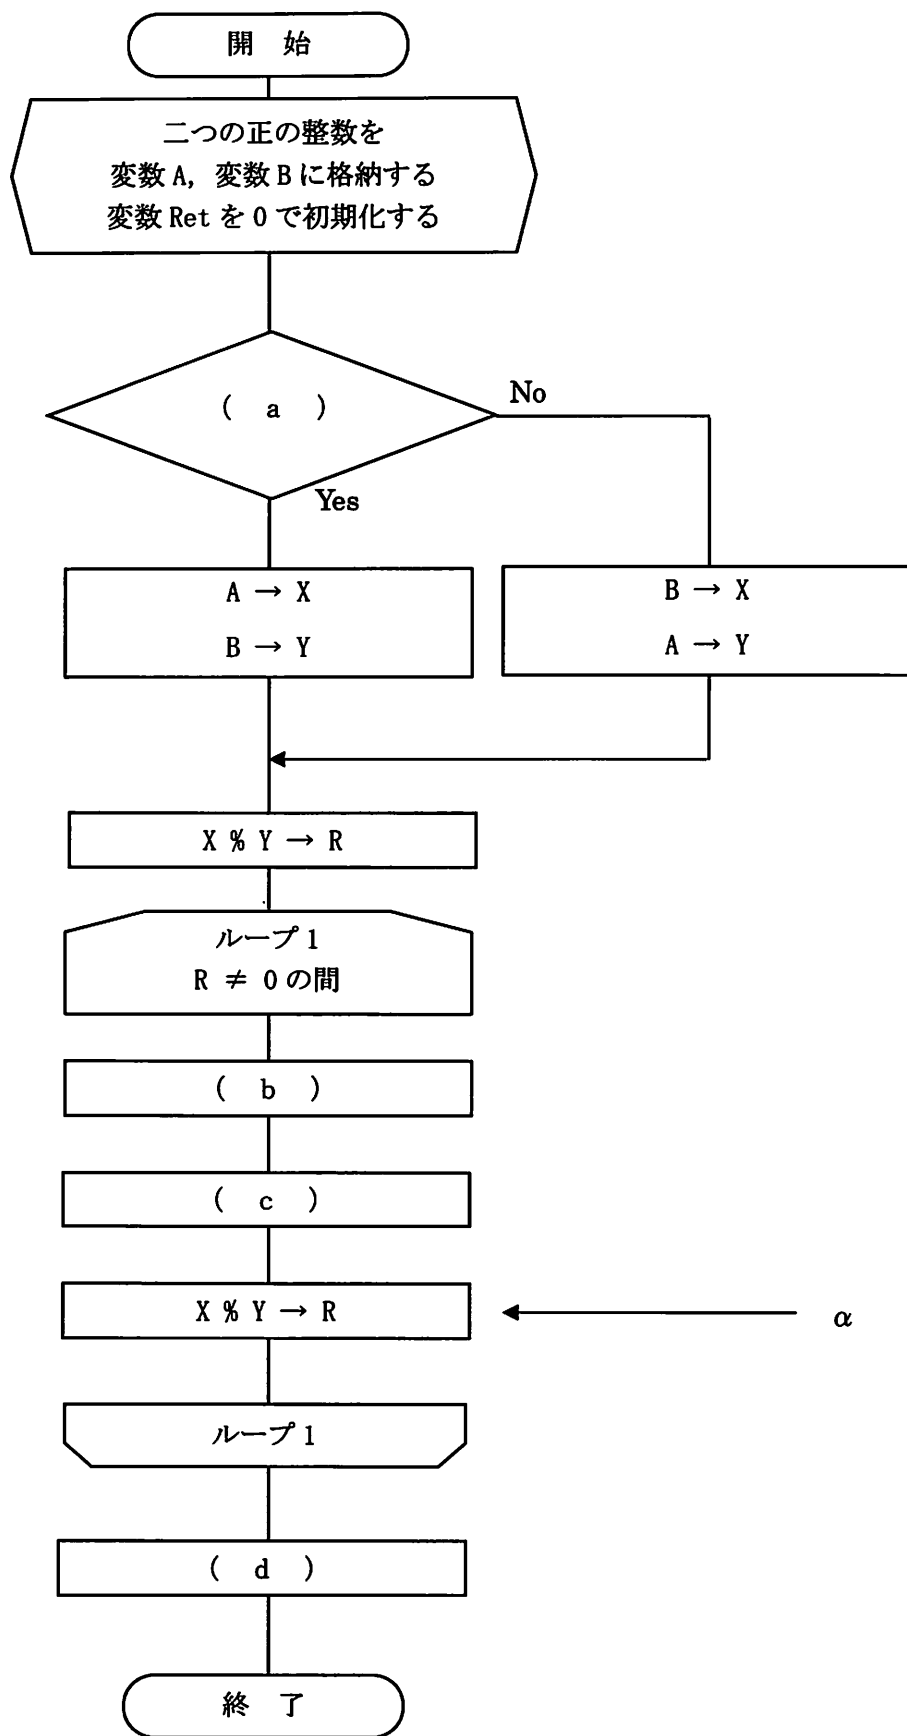 開 始
二つの正の整数を
変数 A, 変数 B に格納する
変数 Ret を 0 で初期化する
( a )
No
Yes
A → X
B → Y
B → X
A → Y
X % Y → R
ループ 1
R ≠ 0 の間
( b )
( c )
X % Y → R
α
ループ 1
( d )
終 了